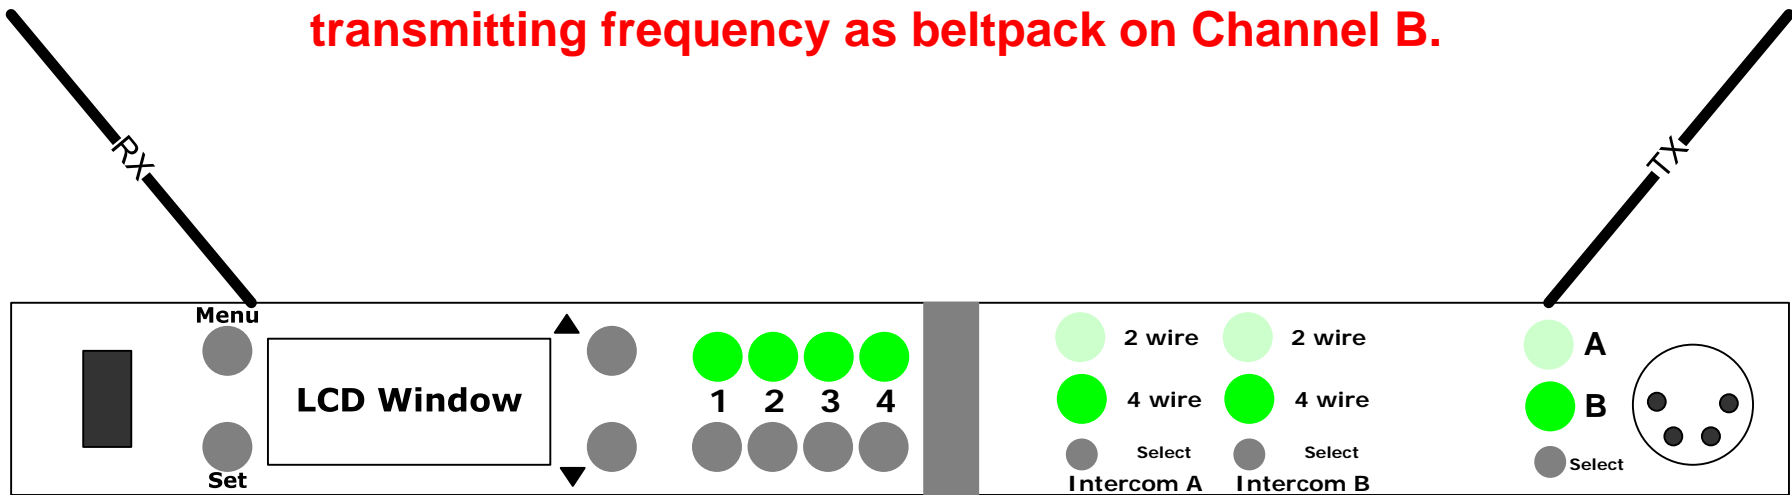 transmitting frequency as beltpack on Channel B.
RX
TX
Menu
LCD Window
Set
1 2 3 4
2 wire 2 wire
4 wire 4 wire
Select Select
Intercom A Intercom B
A
B
Select